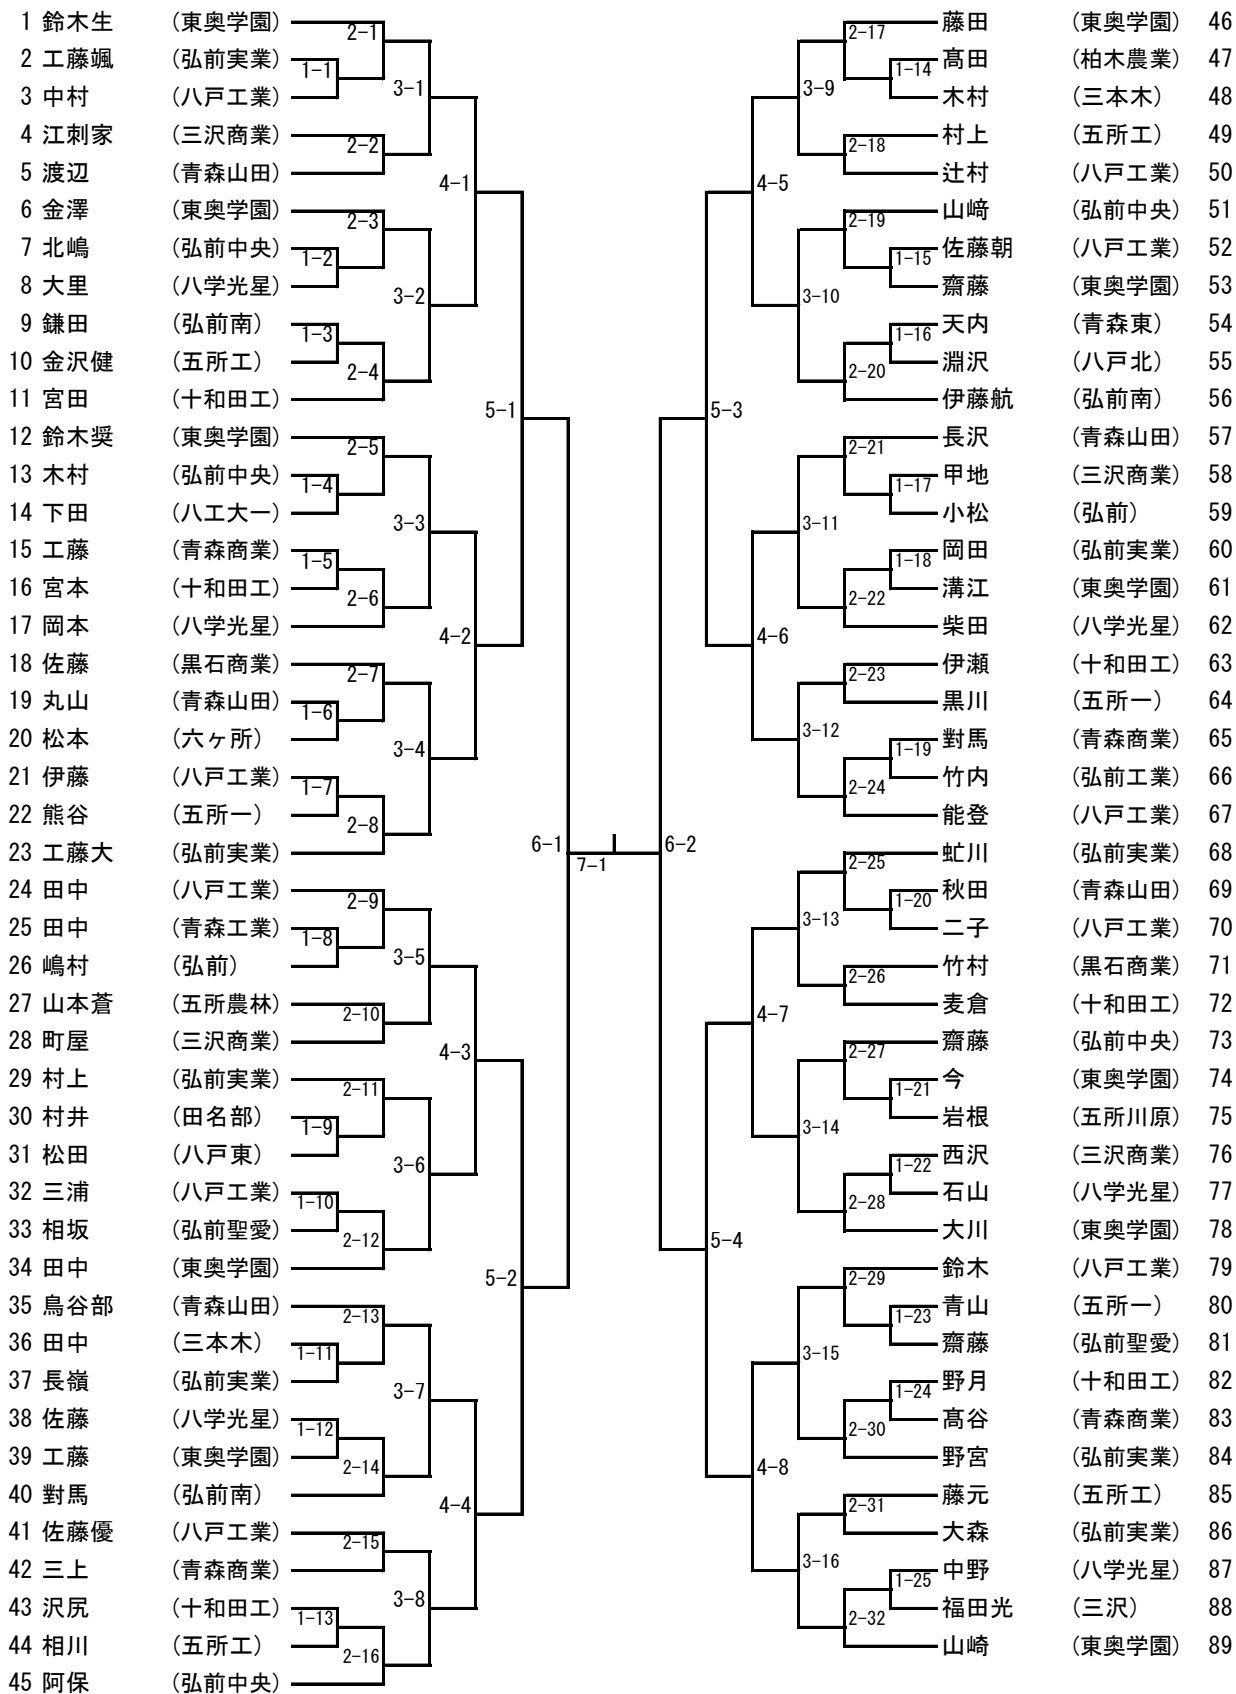 1 鈴木生 (東奥学園)
2 工藤颯 (弘前実業)
3 中村 (八戸工業)
4 江刺家 (三沢商業)
5 渡辺 (青森山田)
6 金澤 (東奥学園)
7 北嶋 (弘前中央)
8 大里 (八学光星)
9 鎌田 (弘前南)
10 金沢健 (五所工)
11 宮田 (十和田工)
12 鈴木奨 (東奥学園)
13 木村 (弘前中央)
14 下田 (八工大一)
15 工藤 (青森商業)
16 宮本 (十和田工)
17 岡本 (八学光星)
18 佐藤 (黒石商業)
19 丸山 (青森山田)
20 松本 (六ヶ所)
21 伊藤 (八戸工業)
22 熊谷 (五所一)
23 工藤大 (弘前実業)
24 田中 (八戸工業)
25 田中 (青森工業)
26 嶋村 (弘前)
27 山本蒼 (五所農林)
28 町屋 (三沢商業)
29 村上 (弘前実業)
30 村井 (田名部)
31 松田 (八戸東)
32 三浦 (八戸工業)
33 相坂 (弘前聖愛)
34 田中 (東奥学園)
35 鳥谷部 (青森山田)
36 田中 (三本木)
37 長嶺 (弘前実業)
38 佐藤 (八学光星)
39 工藤 (東奥学園)
40 對馬 (弘前南)
41 佐藤優 (八戸工業)
42 三上 (青森商業)
43 沢尻 (十和田工)
44 相川 (五所工)
45 阿保 (弘前中央)
1-1
1-2
1-3
1-4
1-5
1-6
1-7
1-8
1-9
1-10
1-11
1-12
1-13
2-1
2-2
2-3
2-4
2-5
2-6
2-7
2-8
2-9
2-10
2-11
2-12
2-13
2-14
2-15
2-16
3-1
3-2
3-3
3-4
3-5
3-6
3-7
3-8
4-1
4-2
4-3
4-4
5-1
5-2
6-1
7-1
6-2
5-3
5-4
4-5
4-6
4-7
4-8
3-9
3-10
3-11
3-12
3-13
3-14
3-15
3-16
2-17
2-18
2-19
2-20
2-21
2-22
2-23
2-24
2-25
2-26
2-27
2-28
2-29
2-30
2-31
2-32
1-14
1-15
1-16
1-17
1-18
1-19
1-20
1-21
1-22
1-23
1-24
1-25
藤田 (東奥学園) 46
髙田 (柏木農業) 47
木村 (三本木) 48
村上 (五所工) 49
辻村 (八戸工業) 50
山﨑 (弘前中央) 51
佐藤朝 (八戸工業) 52
齋藤 (東奥学園) 53
天内 (青森東) 54
淵沢 (八戸北) 55
伊藤航 (弘前南) 56
長沢 (青森山田) 57
甲地 (三沢商業) 58
小松 (弘前) 59
岡田 (弘前実業) 60
溝江 (東奥学園) 61
柴田 (八学光星) 62
伊瀬 (十和田工) 63
黒川 (五所一) 64
對馬 (青森商業) 65
竹内 (弘前工業) 66
能登 (八戸工業) 67
虻川 (弘前実業) 68
秋田 (青森山田) 69
二子 (八戸工業) 70
竹村 (黒石商業) 71
麦倉 (十和田工) 72
齋藤 (弘前中央) 73
今 (東奥学園) 74
岩根 (五所川原) 75
西沢 (三沢商業) 76
石山 (八学光星) 77
大川 (東奥学園) 78
鈴木 (八戸工業) 79
青山 (五所一) 80
齋藤 (弘前聖愛) 81
野月 (十和田工) 82
髙谷 (青森商業) 83
野宮 (弘前実業) 84
藤元 (五所工) 85
大森 (弘前実業) 86
中野 (八学光星) 87
福田光 (三沢) 88
山崎 (東奥学園) 89